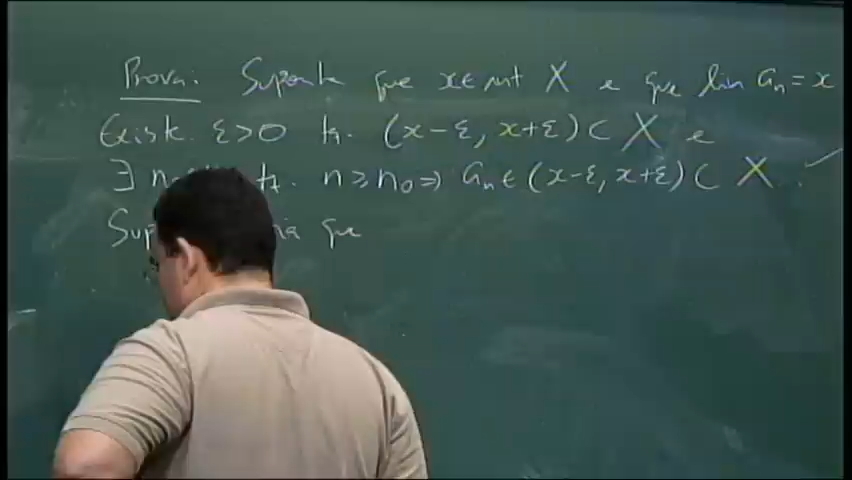 Prova: Suponha que x ∈ int X e que lim aₙ = x
Existe ε > 0 t.q. (x-ε, x+ε) ⊂ X e
∃ n t.q. n ≥ n₀ ⇒ aₙ ∈ (x-ε, x+ε) ⊂ X. ✓
Sup que